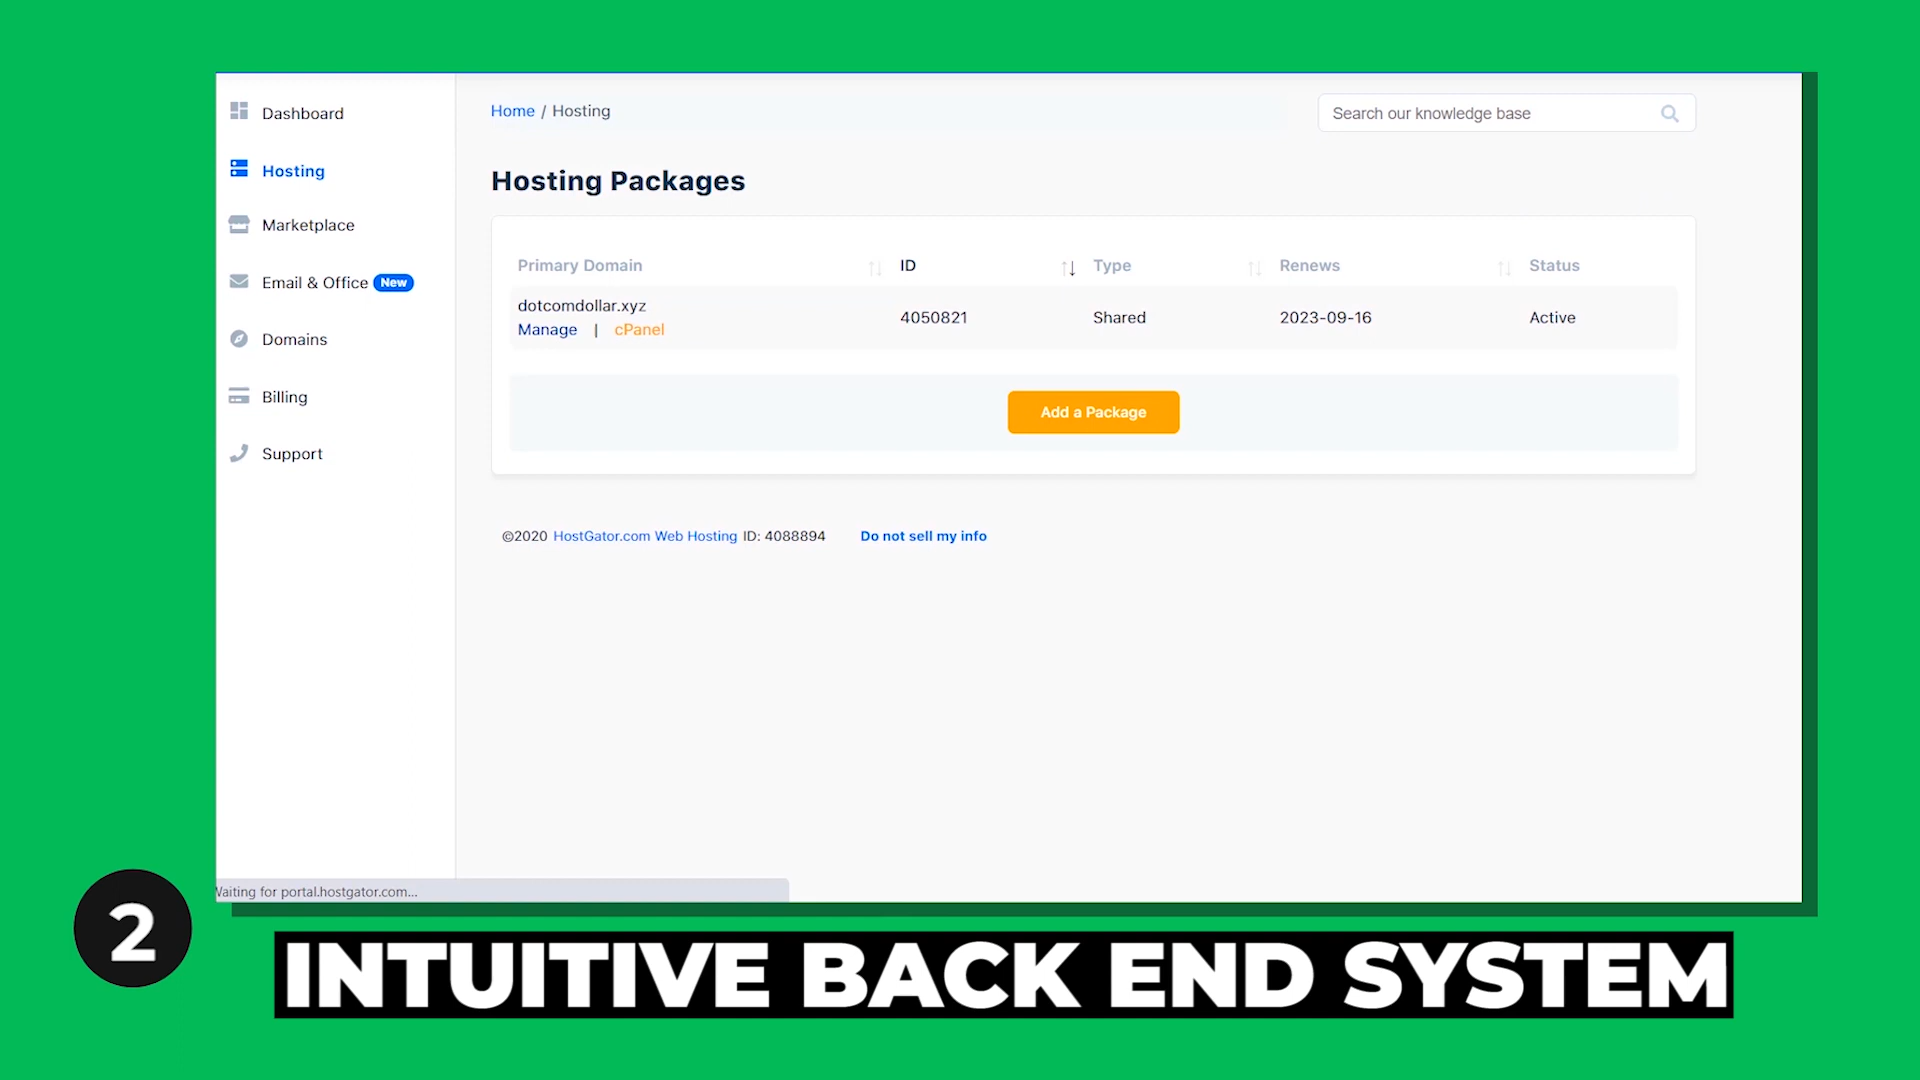 Dashboard
Hosting
Marketplace
Email & Office New
Domains
Billing
Support
Home / Hosting
Search our knowledge base
Hosting Packages
Primary Domain ID Type Renews Status
dotcomdollar.xyz
Manage | cPanel
4050821 Shared 2023-09-16 Active
Add a Package
©2020 HostGator.com Web Hosting ID: 4088894 Do not sell my info
Waiting for portal.hostgator.com...
2
INTUITIVE BACK END SYSTEM